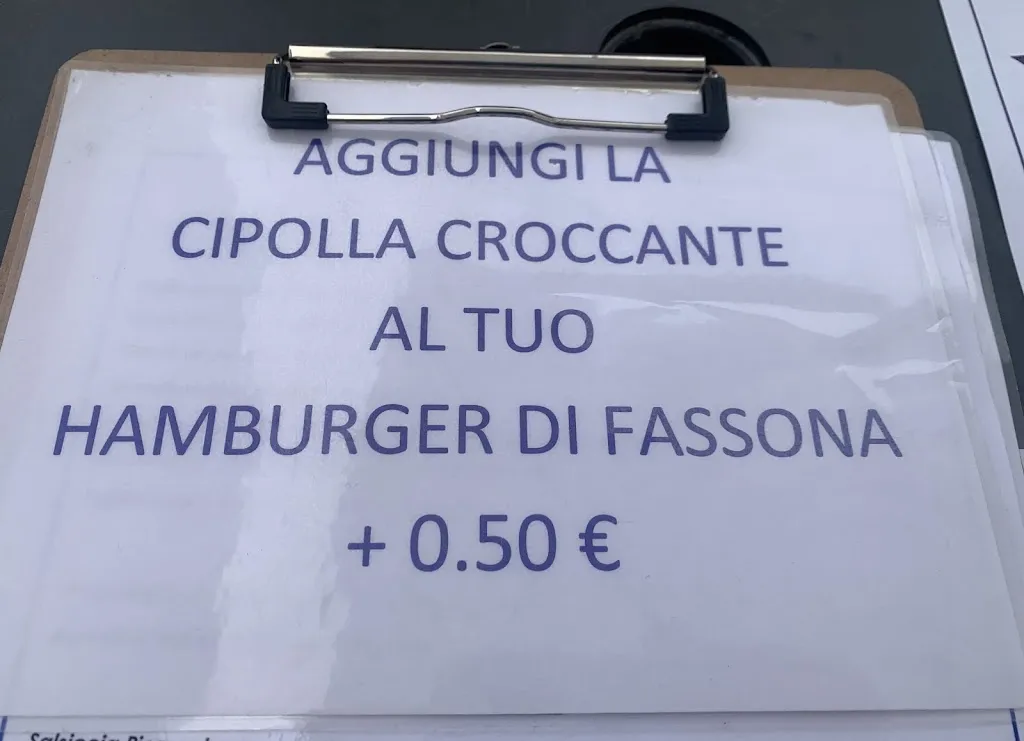 AGGIUNGI LA
CIPOLLA CROCCANTE
AL TUO
HAMBURGER DI FASSONA
+ 0.50 €